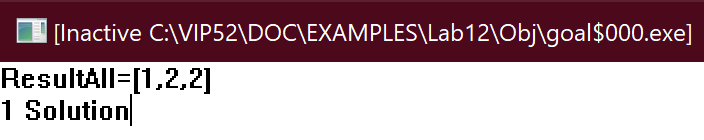 [Inactive C:\VIP52\DOC\EXAMPLES\Lab12\Obj\goal$000.exe]
ResultAll=[1,2,2]
1 Solution